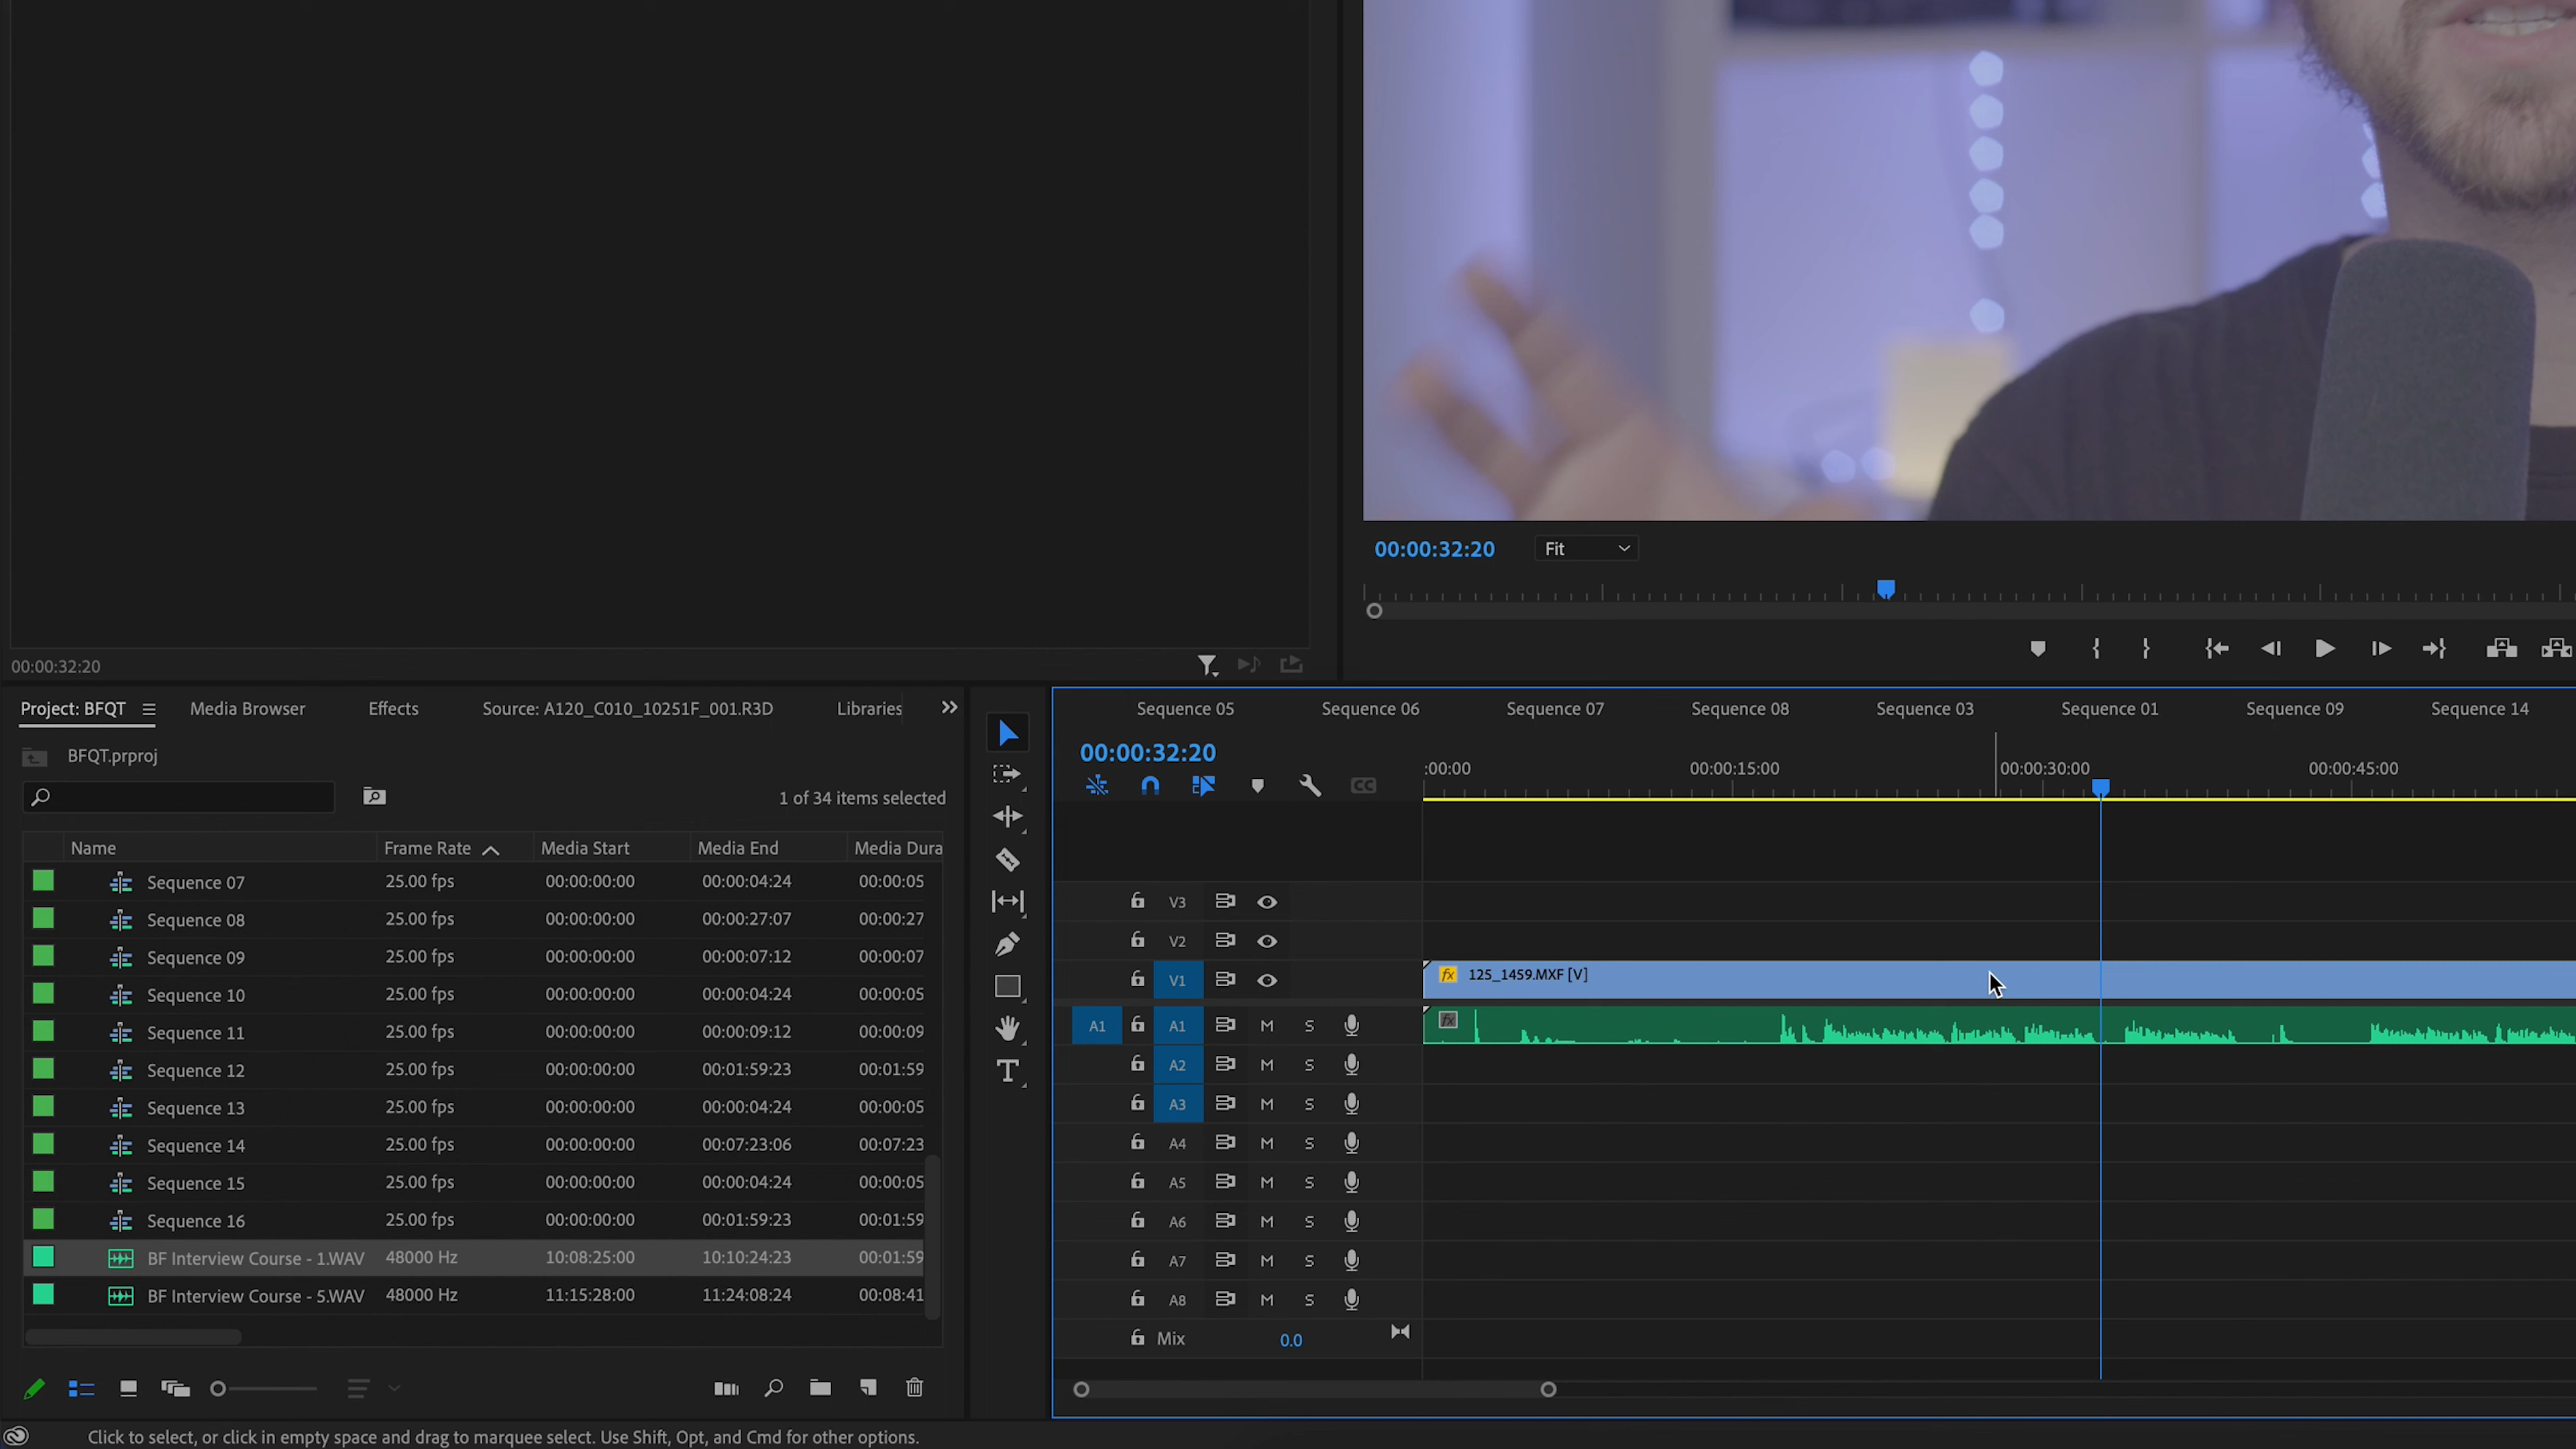 00:00:32:20
Fit
00:00:32:20
Project: BFQT
Media Browser
Effects
Source: A120_C010_10251F_001.R3D
Libraries
BFQT.prproj
1 of 34 items selected
Name Frame Rate Media Start Media End Media Dura
Sequence 07 25.00 fps 00:00:00:00 00:00:04:24 00:00:05
Sequence 08 25.00 fps 00:00:00:00 00:00:27:07 00:00:27
Sequence 09 25.00 fps 00:00:00:00 00:00:07:12 00:00:07
Sequence 10 25.00 fps 00:00:00:00 00:00:04:24 00:00:05
Sequence 11 25.00 fps 00:00:00:00 00:00:09:12 00:00:09
Sequence 12 25.00 fps 00:00:00:00 00:01:59:23 00:01:59
Sequence 13 25.00 fps 00:00:00:00 00:00:04:24 00:00:05
Sequence 14 25.00 fps 00:00:00:00 00:07:23:06 00:07:23
Sequence 15 25.00 fps 00:00:00:00 00:00:04:24 00:00:05
Sequence 16 25.00 fps 00:00:00:00 00:01:59:23 00:01:59
BF Interview Course - 1.WAV 48000 Hz 10:08:25:00 10:10:24:23 00:01:59
BF Interview Course - 5.WAV 48000 Hz 11:15:28:00 11:24:08:24 00:08:41
T
Sequence 05 Sequence 06 Sequence 07 Sequence 08 Sequence 03 Sequence 01 Sequence 09 Sequence 14
00:00:32:20
:00:00 00:00:15:00 00:00:30:00 00:00:45:00
CC
V3
V2
V1 fx 125_1459.MXF [V]
A1 A1 M S fx
A2 M S
A3 M S
A4 M S
A5 M S
A6 M S
A7 M S
A8 M S
Mix 0.0
Click to select, or click in empty space and drag to marquee select. Use Shift, Opt, and Cmd for other options.